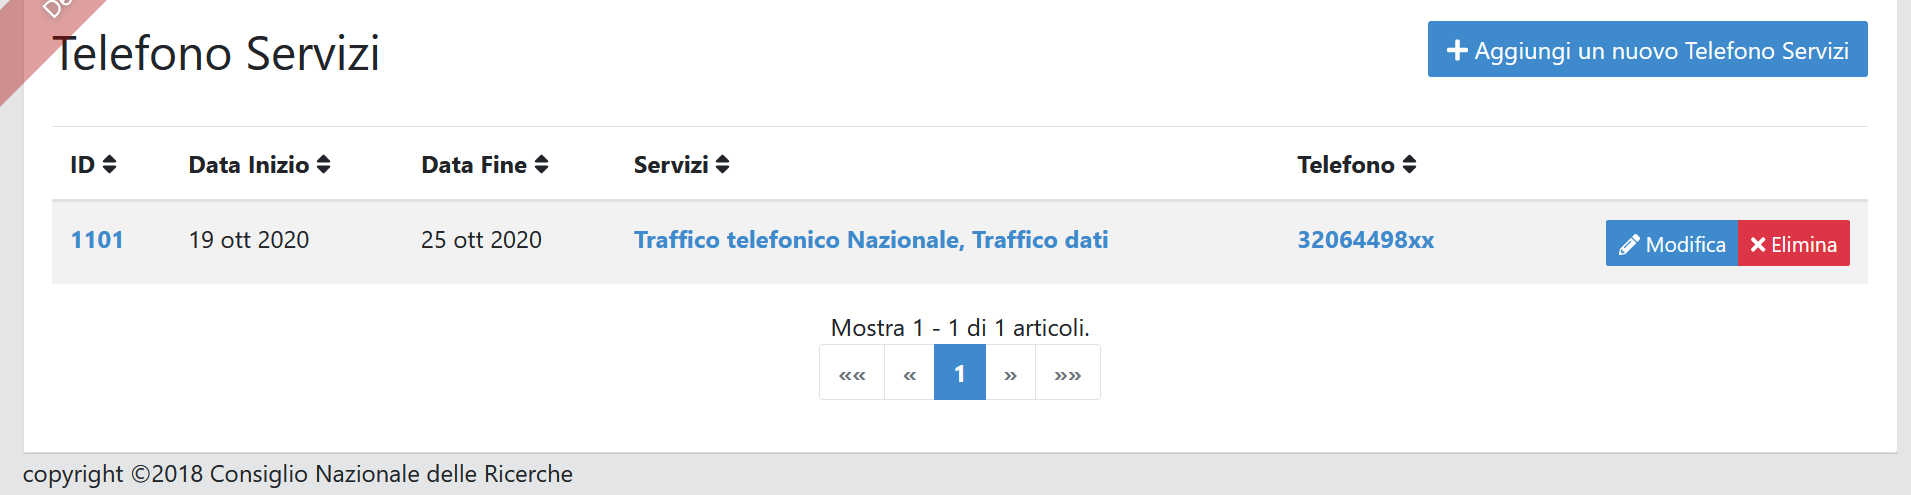 Telefono Servizi
Aggiungi un nuovo Telefono Servizi
ID Data Inizio Data Fine Servizi Telefono
1101 19 ott 2020 25 ott 2020 Traffico telefonico Nazionale, Traffico dati 32064498xx Modifica Elimina
Mostra 1 - 1 di 1 articoli.
«« « 1 » »»
copyright ©2018 Consiglio Nazionale delle Ricerche